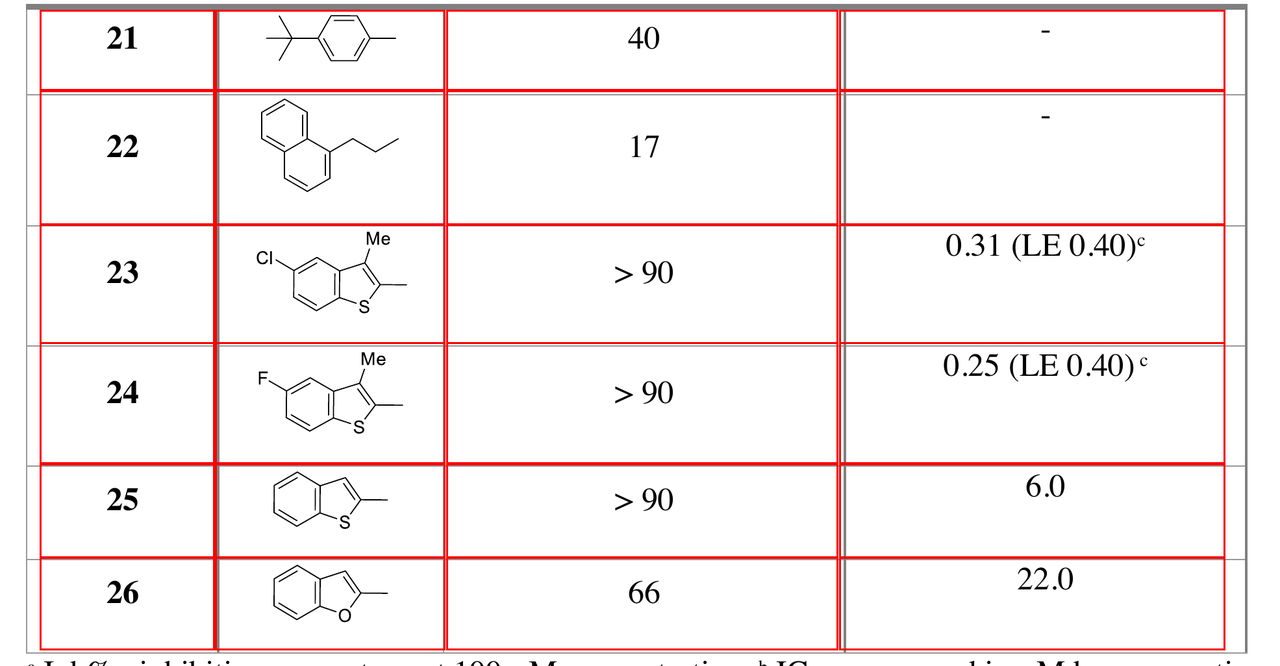 21 40 -
22 17 -
Me
Cl
S
23 > 90 0.31 (LE 0.40)ᶜ
Me
F
S
24 > 90 0.25 (LE 0.40) ᶜ
25 S > 90 6.0
26 O 66 22.0